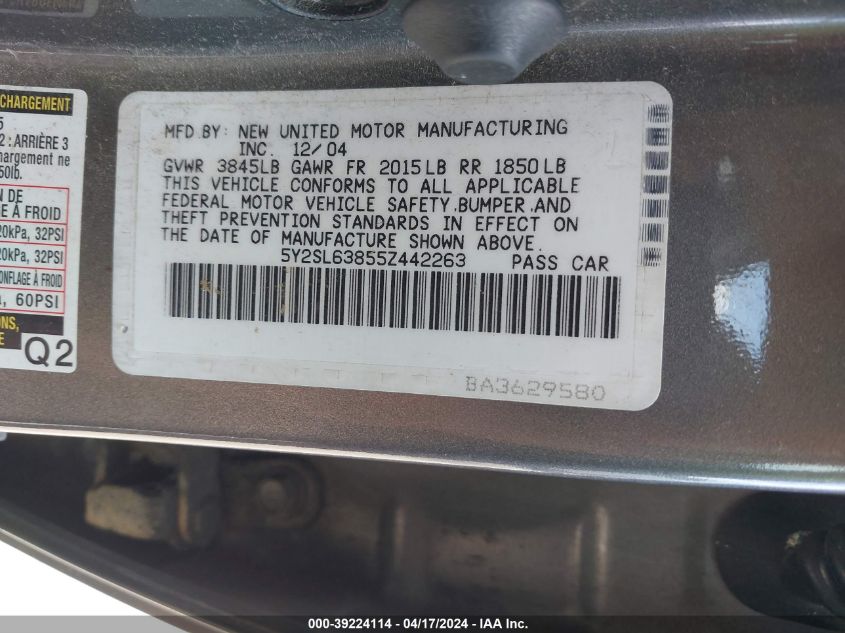 CHARGEMENT
5
2 : ARRIÈRE 3
hargement ne
50lb.
N DE
À FROID
20kPa, 32PSI
20kPa, 32PSI
ONFLAGE À FROID
, 60PSI
ONS,
E
Q2
MFD BY: NEW UNITED MOTOR MANUFACTURING
INC. 12/04
GVWR 3845LB GAWR FR 2015LB RR 1850LB
THIS VEHICLE CONFORMS TO ALL APPLICABLE
FEDERAL MOTOR VEHICLE SAFETY.BUMPER.AND
THEFT PREVENTION STANDARDS IN EFFECT ON
THE DATE OF MANUFACTURE SHOWN ABOVE.
5Y2SL63855Z442263 PASS CAR
BA3629580
000-39224114 - 04/17/2024 - IAA Inc.